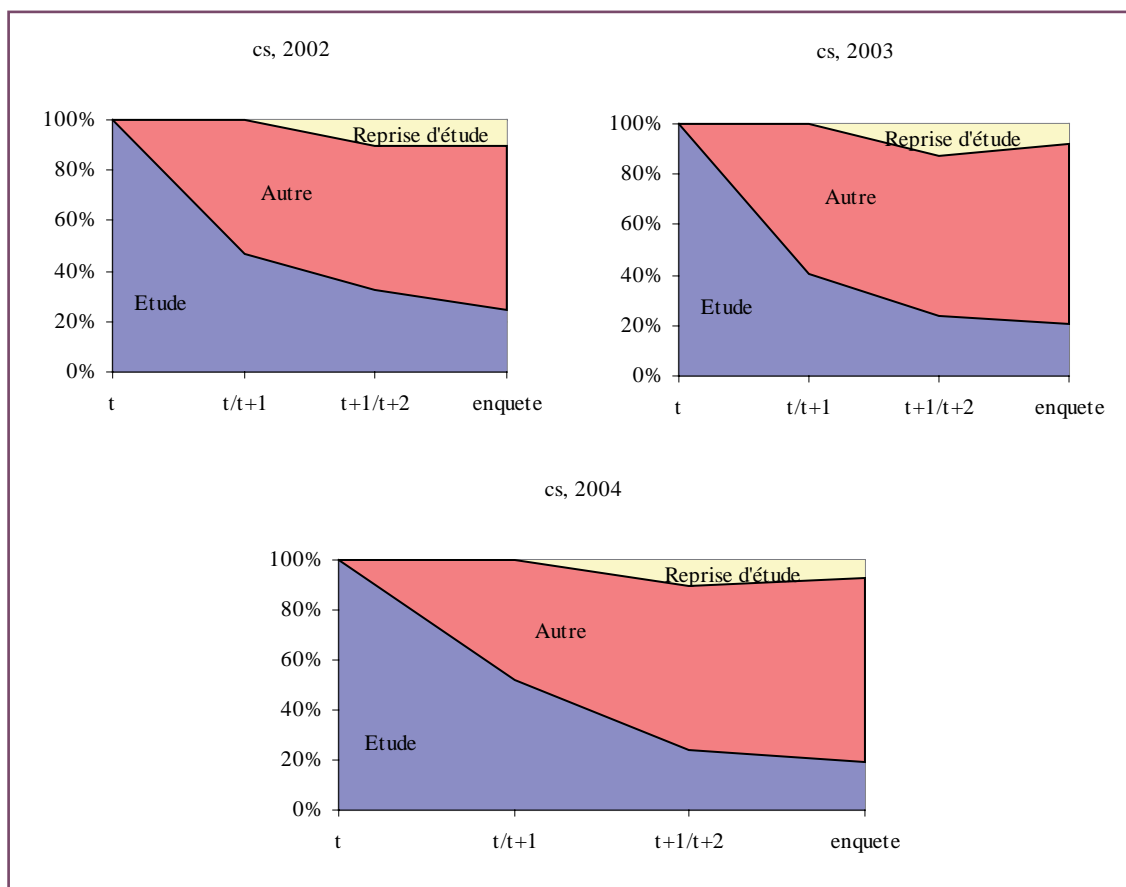 cs, 2002
100%
80%
60%
40%
20%
0%
Reprise d'étude
Autre
Etude
t t/t+1 t+1/t+2 enquete
cs, 2003
100%
80%
60%
40%
20%
0%
Reprise d'étude
Autre
Etude
t t/t+1 t+1/t+2 enquete
cs, 2004
100%
80%
60%
40%
20%
0%
Reprise d'étude
Autre
Etude
t t/t+1 t+1/t+2 enquete